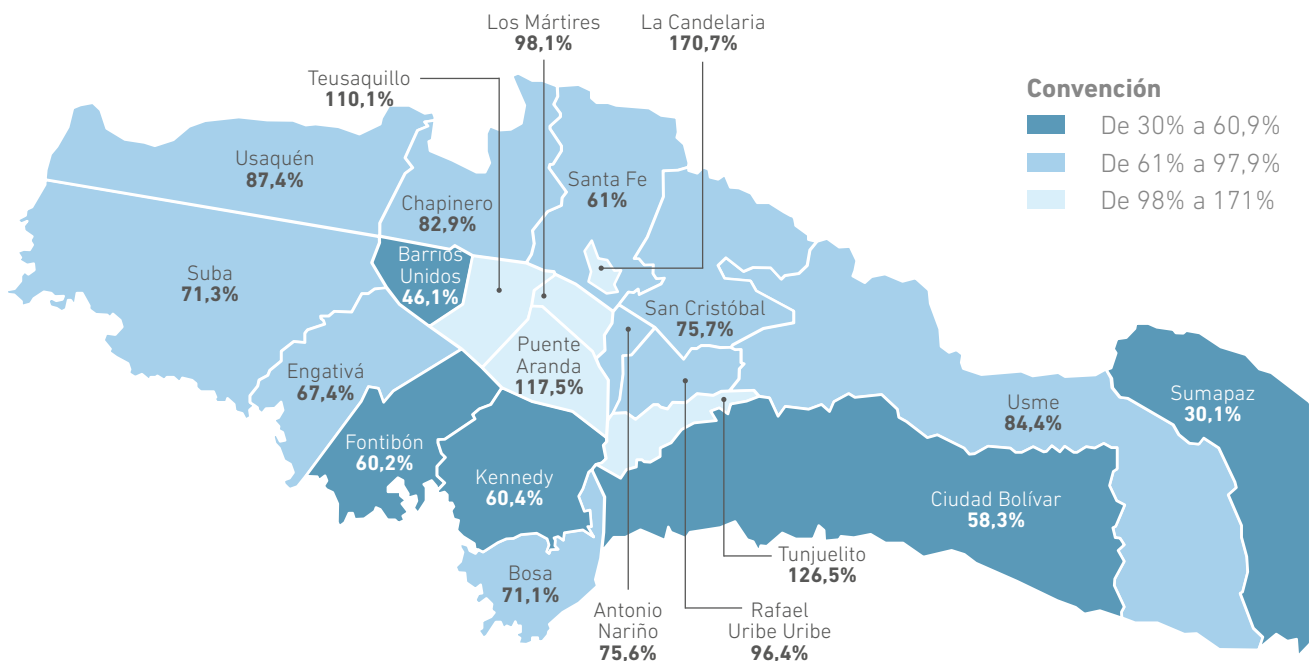 Los Mártires
98,1%
La Candelaria
170,7%
Teusaquillo
110,1%
Convención
De 30% a 60,9%
De 61% a 97,9%
De 98% a 171%
Usaquén
87,4%
Chapinero
82,9%
Santa Fe
61%
Barrios
Unidos
46,1%
Suba
71,3%
San Cristóbal
75,7%
Puente
Aranda
117,5%
Engativá
67,4%
Sumapaz
30,1%
Usme
84,4%
Fontibón
60,2%
Kennedy
60,4%
Ciudad Bolívar
58,3%
Bosa
71,1%
Tunjuelito
126,5%
Antonio
Nariño
75,6%
Rafael
Uribe Uribe
96,4%